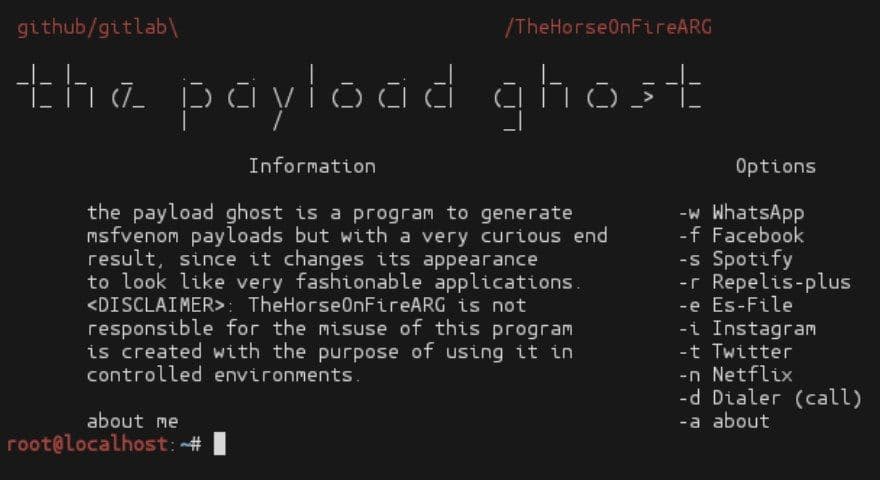 github/gitlab\ /TheHorseOnFireARG
the payload ghost
Information Options
the payload ghost is a program to generate -w WhatsApp
msfvenom payloads but with a very curious end -f Facebook
result, since it changes its appearance -s Spotify
to look like very fashionable applications. -r Repelis-plus
<DISCLAIMER>: TheHorseOnFireARG is not -e Es-File
responsible for the misuse of this program -i Instagram
is created with the purpose of using it in -t Twitter
controlled environments. -n Netflix
-d Dialer (call)
about me -a about
root@localhost:~#